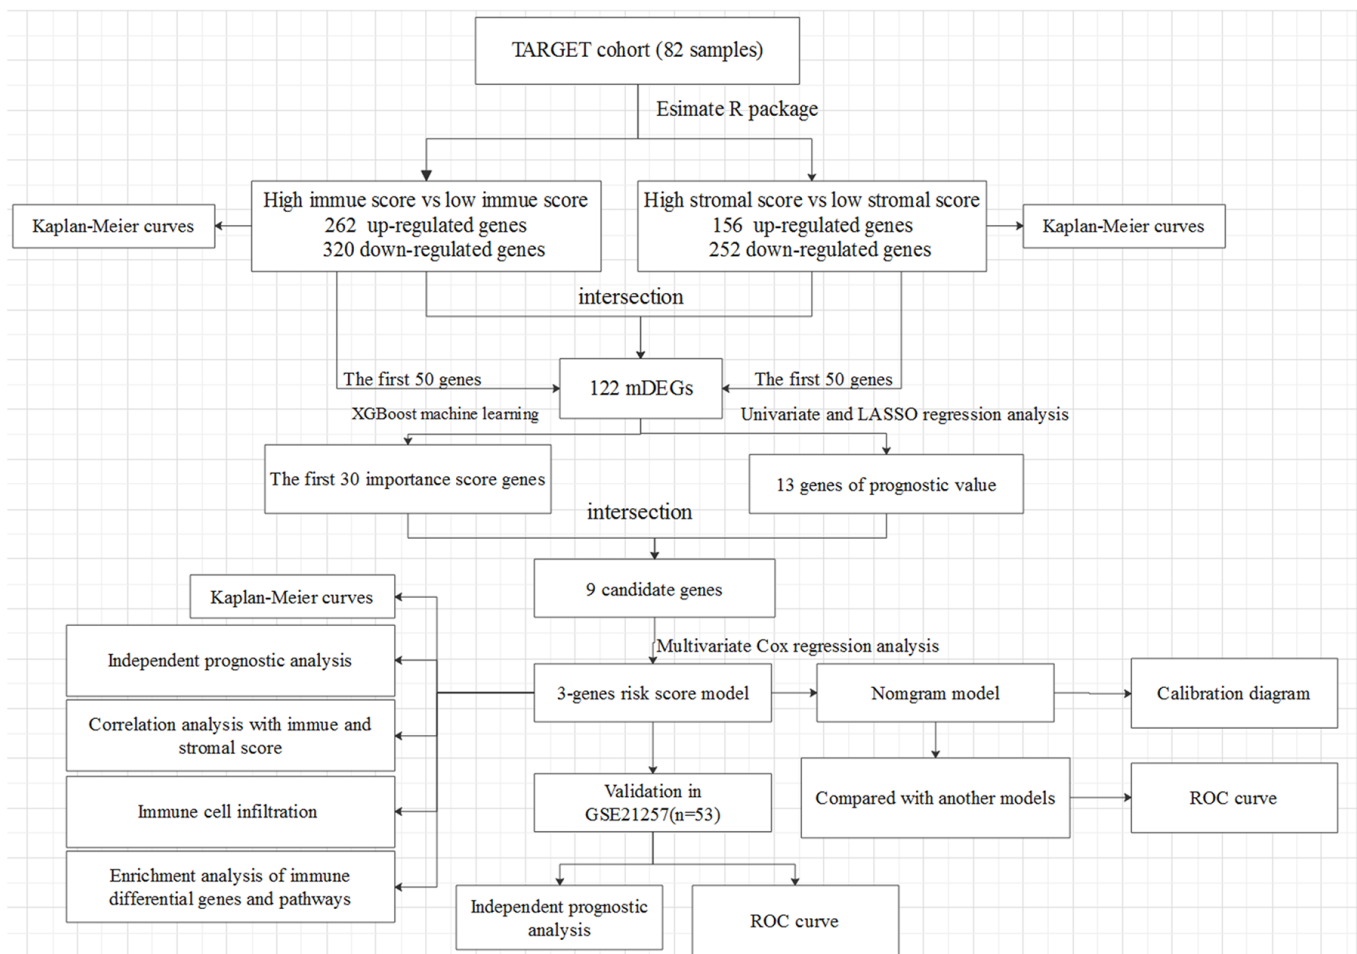 TARGET cohort (82 samples)
Esimate R package
High immue score vs low immue score
262 up-regulated genes
320 down-regulated genes
High stromal score vs low stromal score
156 up-regulated genes
252 down-regulated genes
Kaplan-Meier curves
Kaplan-Meier curves
intersection
The first 50 genes
122 mDEGs
The first 50 genes
XGBoost machine learning
Univariate and LASSO regression analysis
The first 30 importance score genes
13 genes of prognostic value
intersection
9 candidate genes
Kaplan-Meier curves
Multivariate Cox regression analysis
Independent prognostic analysis
3-genes risk score model
Nomgram model
Calibration diagram
Correlation analysis with immue and
stromal score
Validation in
GSE21257(n=53)
Compared with another models
ROC curve
Immune cell infiltration
Enrichment analysis of immune
differential genes and pathways
Independent prognostic
analysis
ROC curve